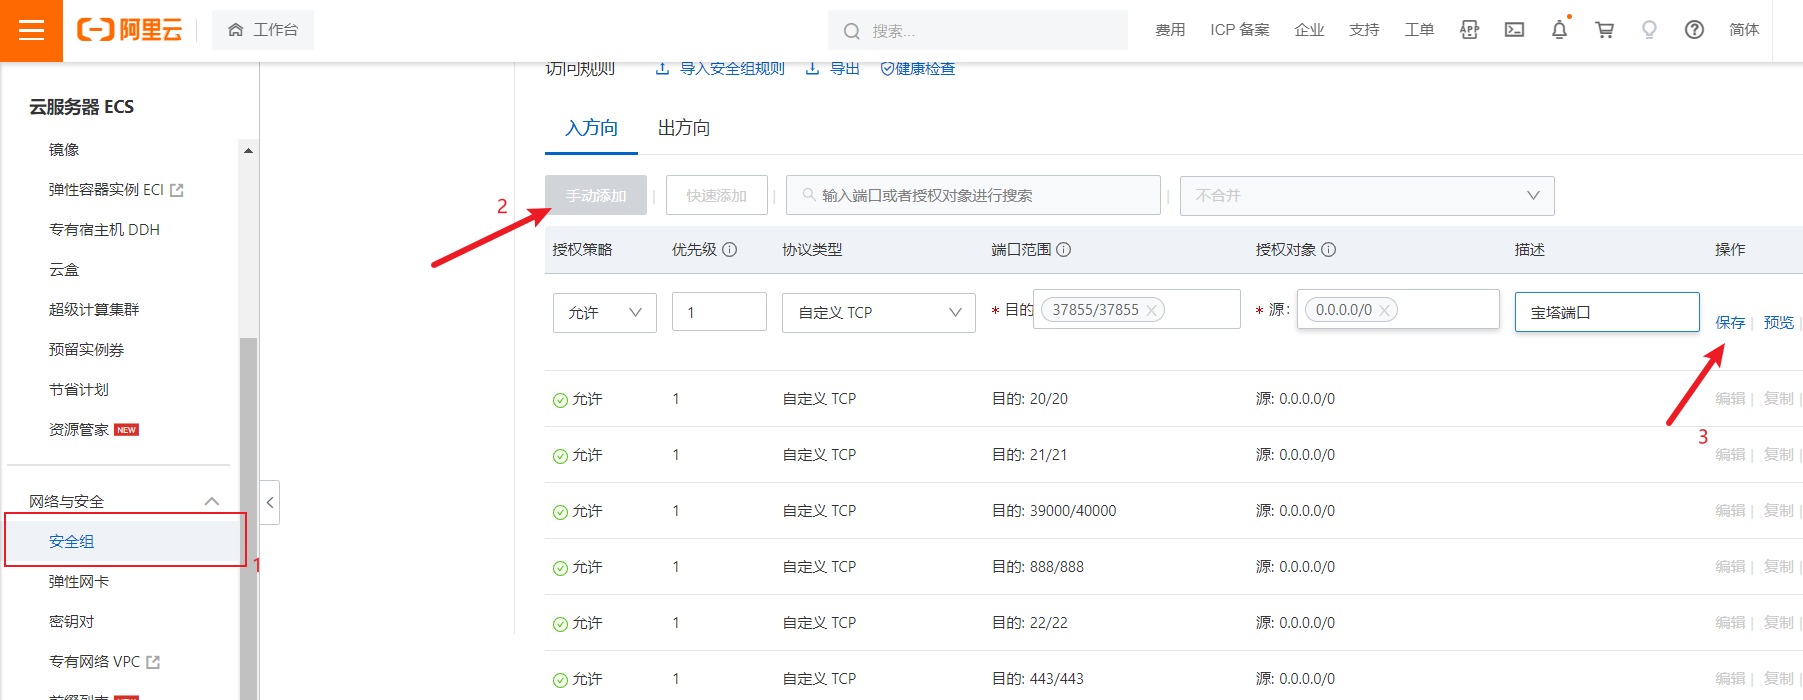 阿里云
工作台
搜索...
费用 ICP 备案 企业 支持 工单 APP 简体
云服务器 ECS
镜像
弹性容器实例 ECI
专有宿主机 DDH
云盒
超级计算集群
预留实例券
节省计划
资源管家 NEW
网络与安全
安全组
1
弹性网卡
密钥对
专有网络 VPC
前缀列表 NEW
访问规则 导入安全组规则 导出 健康检查
入方向 出方向
2
手动添加 快速添加 输入端口或者授权对象进行搜索 不合并
授权策略 优先级 协议类型 端口范围 授权对象 描述 操作
允许 1 自定义 TCP * 目的 37855/37855 * 源: 0.0.0.0/0 宝塔端口 保存 预览
3
允许 1 自定义 TCP 目的: 20/20 源: 0.0.0.0/0 编辑 复制
允许 1 自定义 TCP 目的: 21/21 源: 0.0.0.0/0 编辑 复制
允许 1 自定义 TCP 目的: 39000/40000 源: 0.0.0.0/0 编辑 复制
允许 1 自定义 TCP 目的: 888/888 源: 0.0.0.0/0 编辑 复制
允许 1 自定义 TCP 目的: 22/22 源: 0.0.0.0/0 编辑 复制
允许 1 自定义 TCP 目的: 443/443 源: 0.0.0.0/0 编辑 复制